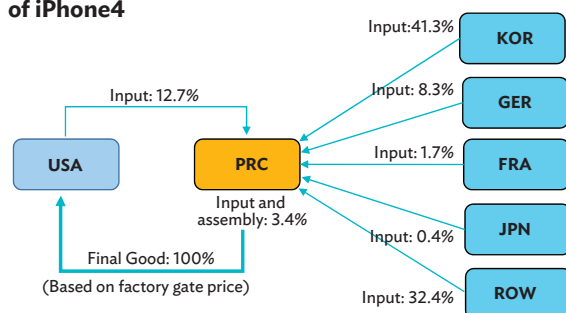 of iPhone4
Input:41.3%
KOR
Input: 12.7%
Input: 8.3%
GER
USA
PRC
Input: 1.7%
FRA
Input and
assembly: 3.4%
JPN
Input: 0.4%
Final Good: 100%
(Based on factory gate price)
Input: 32.4%
ROW